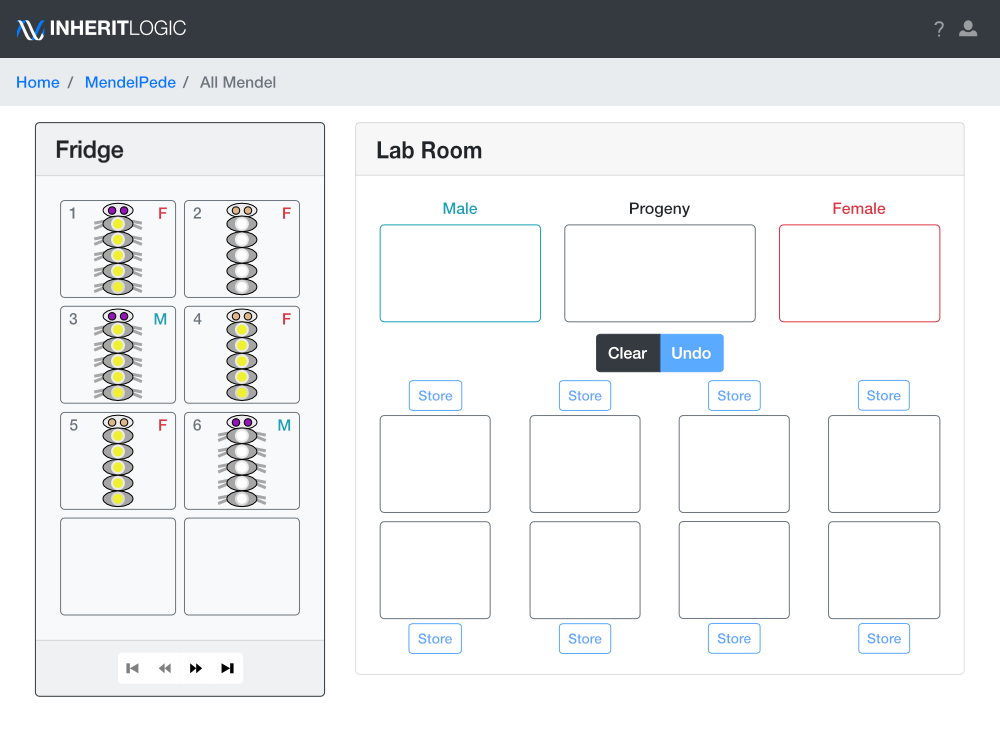 INHERITLOGIC
?
Home / MendelPede / All Mendel
Fridge
1 F
2 F
3 M
4 F
5 F
6 M
Lab Room
Male Progeny Female
Clear Undo
Store Store Store Store
Store Store Store Store